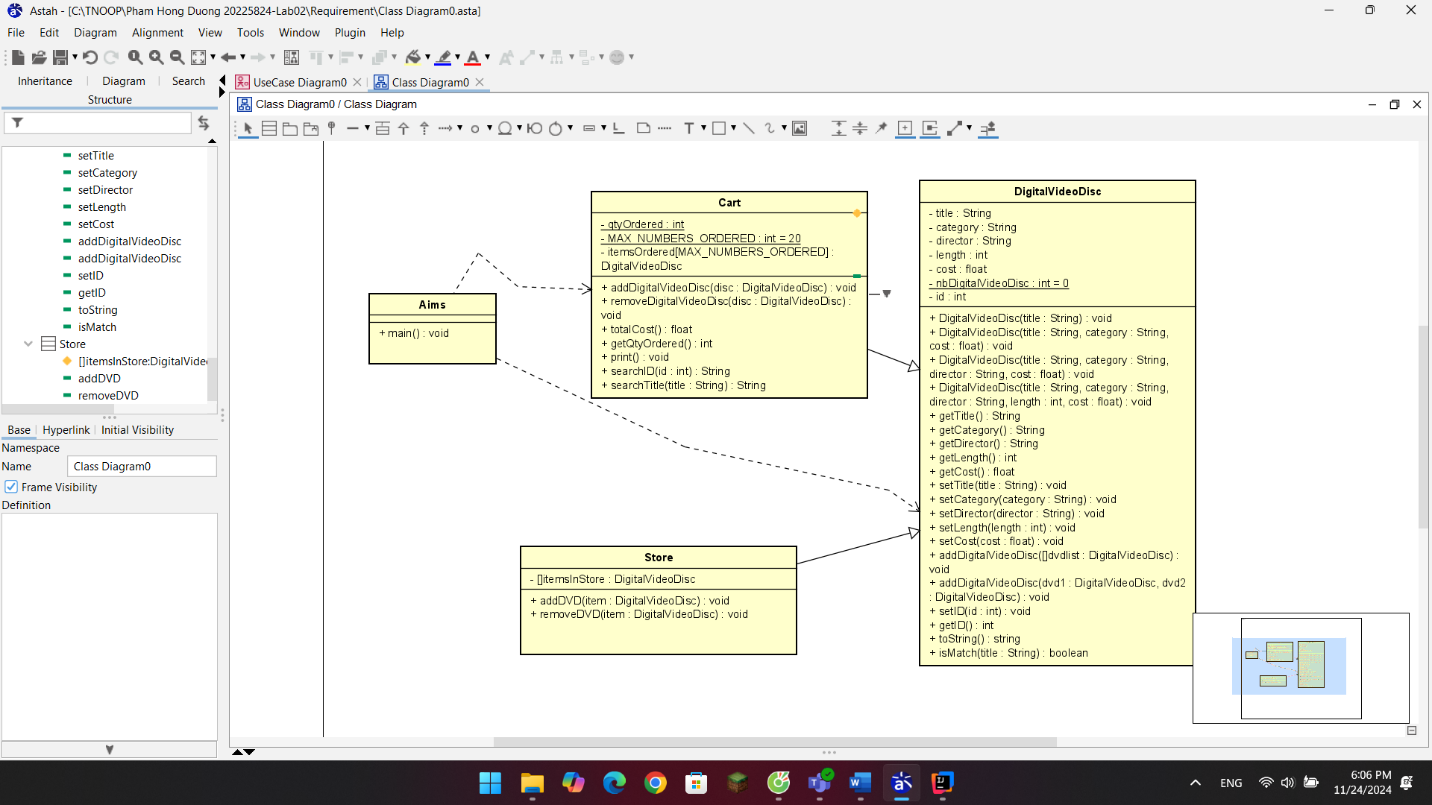 Astah - [C:\TNOOP\Pham Hong Duong 20225824-Lab02\Requirement\Class Diagram0.asta]
File Edit Diagram Alignment View Tools Window Plugin Help
Inheritance Diagram Search
Structure
UseCase Diagram0
Class Diagram0
Class Diagram0 / Class Diagram
setTitle
setCategory
setDirector
setLength
setCost
addDigitalVideoDisc
addDigitalVideoDisc
setID
getID
toString
isMatch
Store
[]itemsInStore:DigitalVide
addDVD
removeDVD
Base Hyperlink Initial Visibility
Namespace
Name Class Diagram0
Frame Visibility
Definition
Aims
+ main() : void
Cart
- qtyOrdered : int
- MAX_NUMBERS_ORDERED : int = 20
- itemsOrdered[MAX_NUMBERS_ORDERED] :
DigitalVideoDisc
+ addDigitalVideoDisc(disc : DigitalVideoDisc) : void
+ removeDigitalVideoDisc(disc : DigitalVideoDisc) :
void
+ totalCost() : float
+ getQtyOrdered() : int
+ print() : void
+ searchID(id : int) : String
+ searchTitle(title : String) : String
Store
- []itemsInStore : DigitalVideoDisc
+ addDVD(item : DigitalVideoDisc) : void
+ removeDVD(item : DigitalVideoDisc) : void
DigitalVideoDisc
- title : String
- category : String
- director : String
- length : int
- cost : float
- nbDigitalVideoDisc : int = 0
- id : int
+ DigitalVideoDisc(title : String) : void
+ DigitalVideoDisc(title : String, category : String,
cost : float) : void
+ DigitalVideoDisc(title : String, category : String,
director : String, cost : float) : void
+ DigitalVideoDisc(title : String, category : String,
director : String, length : int, cost : float) : void
+ getTitle() : String
+ getCategory() : String
+ getDirector() : String
+ getLength() : int
+ getCost() : float
+ setTitle(title : String) : void
+ setCategory(category : String) : void
+ setDirector(director : String) : void
+ setLength(length : int) : void
+ setCost(cost : float) : void
+ addDigitalVideoDisc([]dvdlist : DigitalVideoDisc) :
void
+ addDigitalVideoDisc(dvd1 : DigitalVideoDisc, dvd2
: DigitalVideoDisc) : void
+ setID(id : int) : void
+ getID() : int
+ toString() : string
+ isMatch(title : String) : boolean
ENG
6:06 PM
11/24/2024